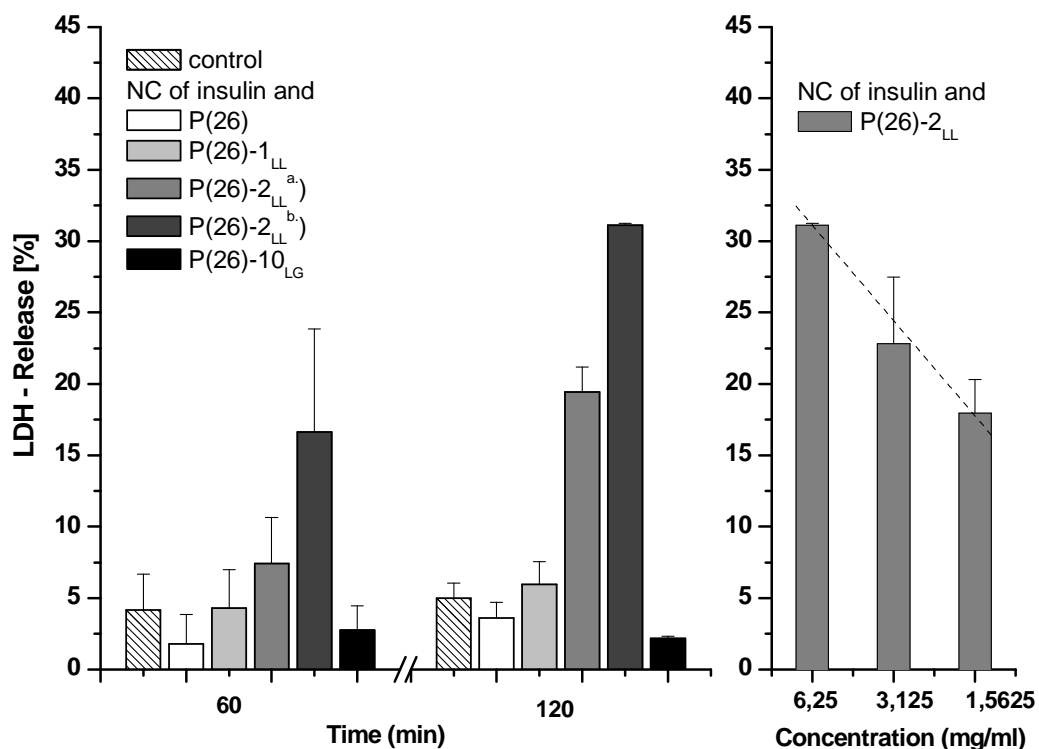 LDH - Release [%]
45
40
35
30
25
20
15
10
5
0
control
NC of insulin and
P(26)
P(26)-1LL
P(26)-2LL a.)
P(26)-2LL b.)
P(26)-10LG
60
120
Time (min)
45
40
35
30
25
20
15
10
5
0
NC of insulin and
P(26)-2LL
6,25
3,125
1,5625
Concentration (mg/ml)